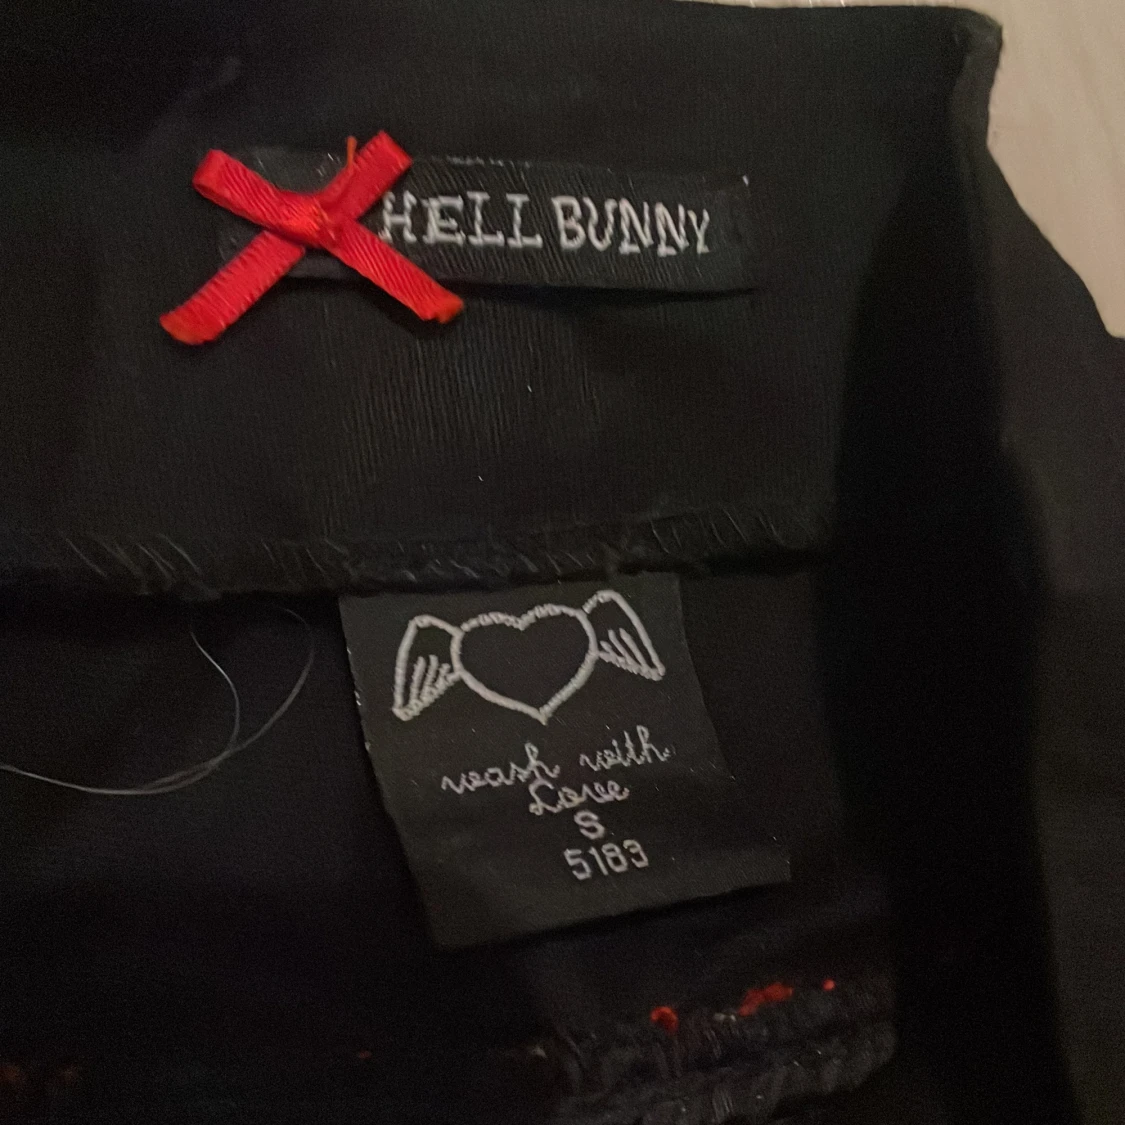 HELL BUNNY
wash with
Love
S
5183